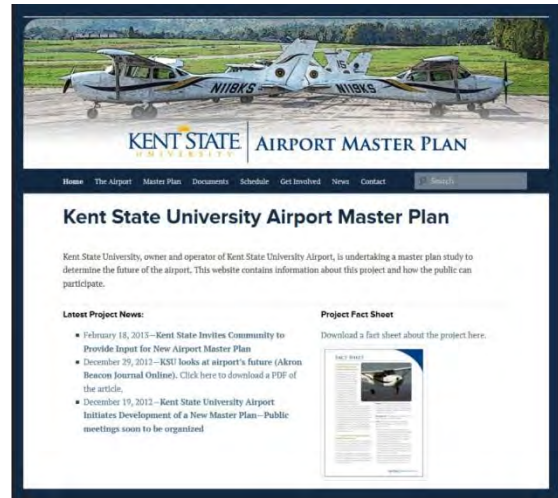 N118KS
15
N119KS
KENT STATE
UNIVERSITY
AIRPORT MASTER PLAN
Home The Airport Master Plan Documents Schedule Get Involved News Contact Search
Kent State University Airport Master Plan
Kent State University, owner and operator of Kent State University Airport, is undertaking a master plan study to
determine the future of the airport. This website contains information about this project and how the public can
participate.
Latest Project News:
February 18, 2013—Kent State Invites Community to
Provide Input for New Airport Master Plan
December 29, 2012—KSU looks at airport's future (Akron
Beacon Journal Online). Click here to download a PDF of
the article.
December 19, 2012—Kent State University Airport
Initiates Development of a New Master Plan—Public
meetings soon to be organized
Project Fact Sheet
Download a fact sheet about the project here.
FACT SHEET